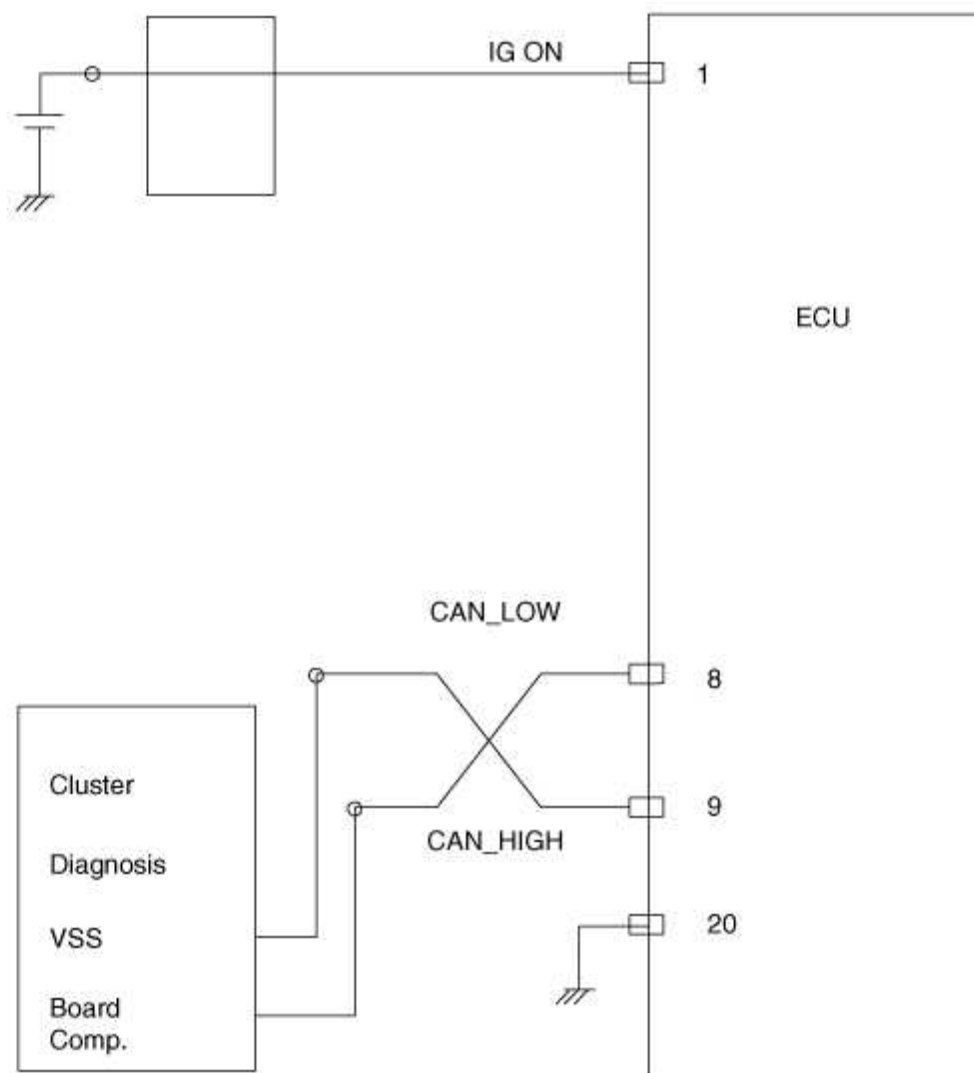 IG ON
1
ECU
CAN_LOW
8
Cluster
9
CAN_HIGH
Diagnosis
20
VSS
Board
Comp.